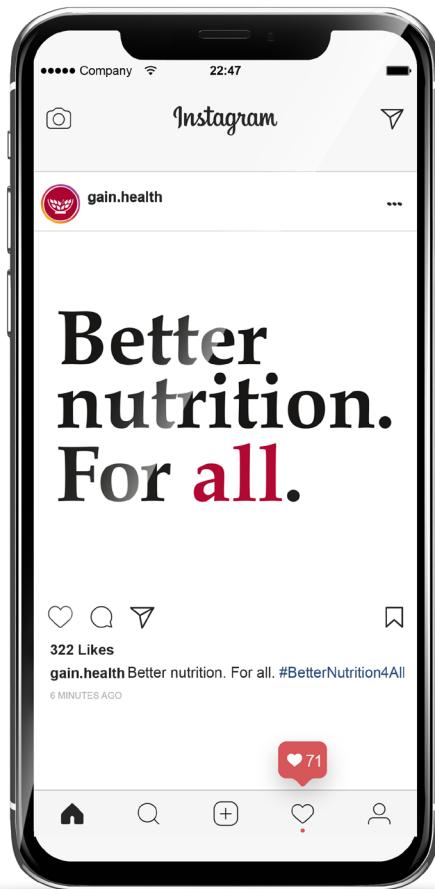 Company 22:47
Instagram
gain.health
Better
nutrition.
For all.
322 Likes
gain.health Better nutrition. For all. #BetterNutrition4All
6 MINUTES AGO
71